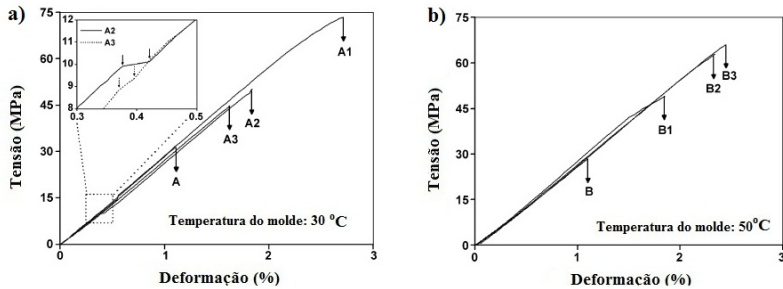 a)
Tensão (MPa)
75
60
45
30
15
0
12
11
10
9
8
0.3
0.4
0.5
A2
A3
A1
A2
A3
A
Temperatura do molde: 30 °C
0
1
2
3
Deformação (%)
b)
Tensão (MPa)
75
60
45
30
15
0
B3
B2
B1
B
Temperatura do molde: 50°C
0
1
2
3
Deformação (%)